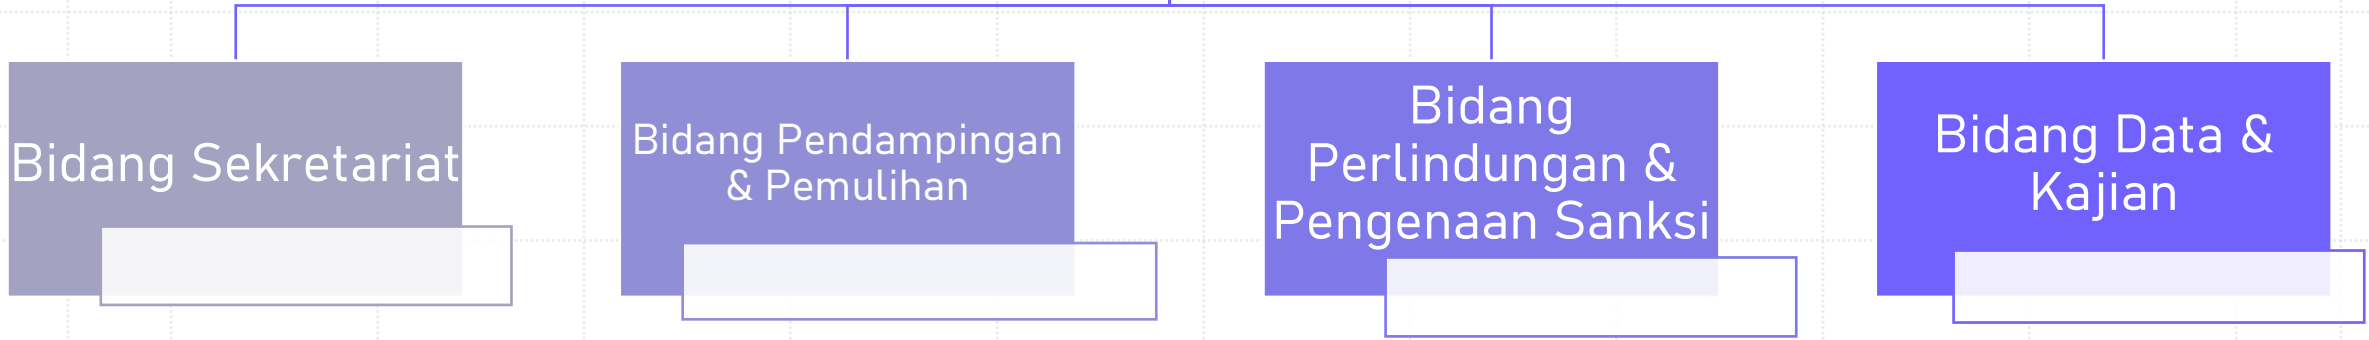 Bidang Sekretariat
Bidang Pendampingan
& Pemulihan
Bidang
Perlindungan &
Pengenaan Sanksi
Bidang Data &
Kajian